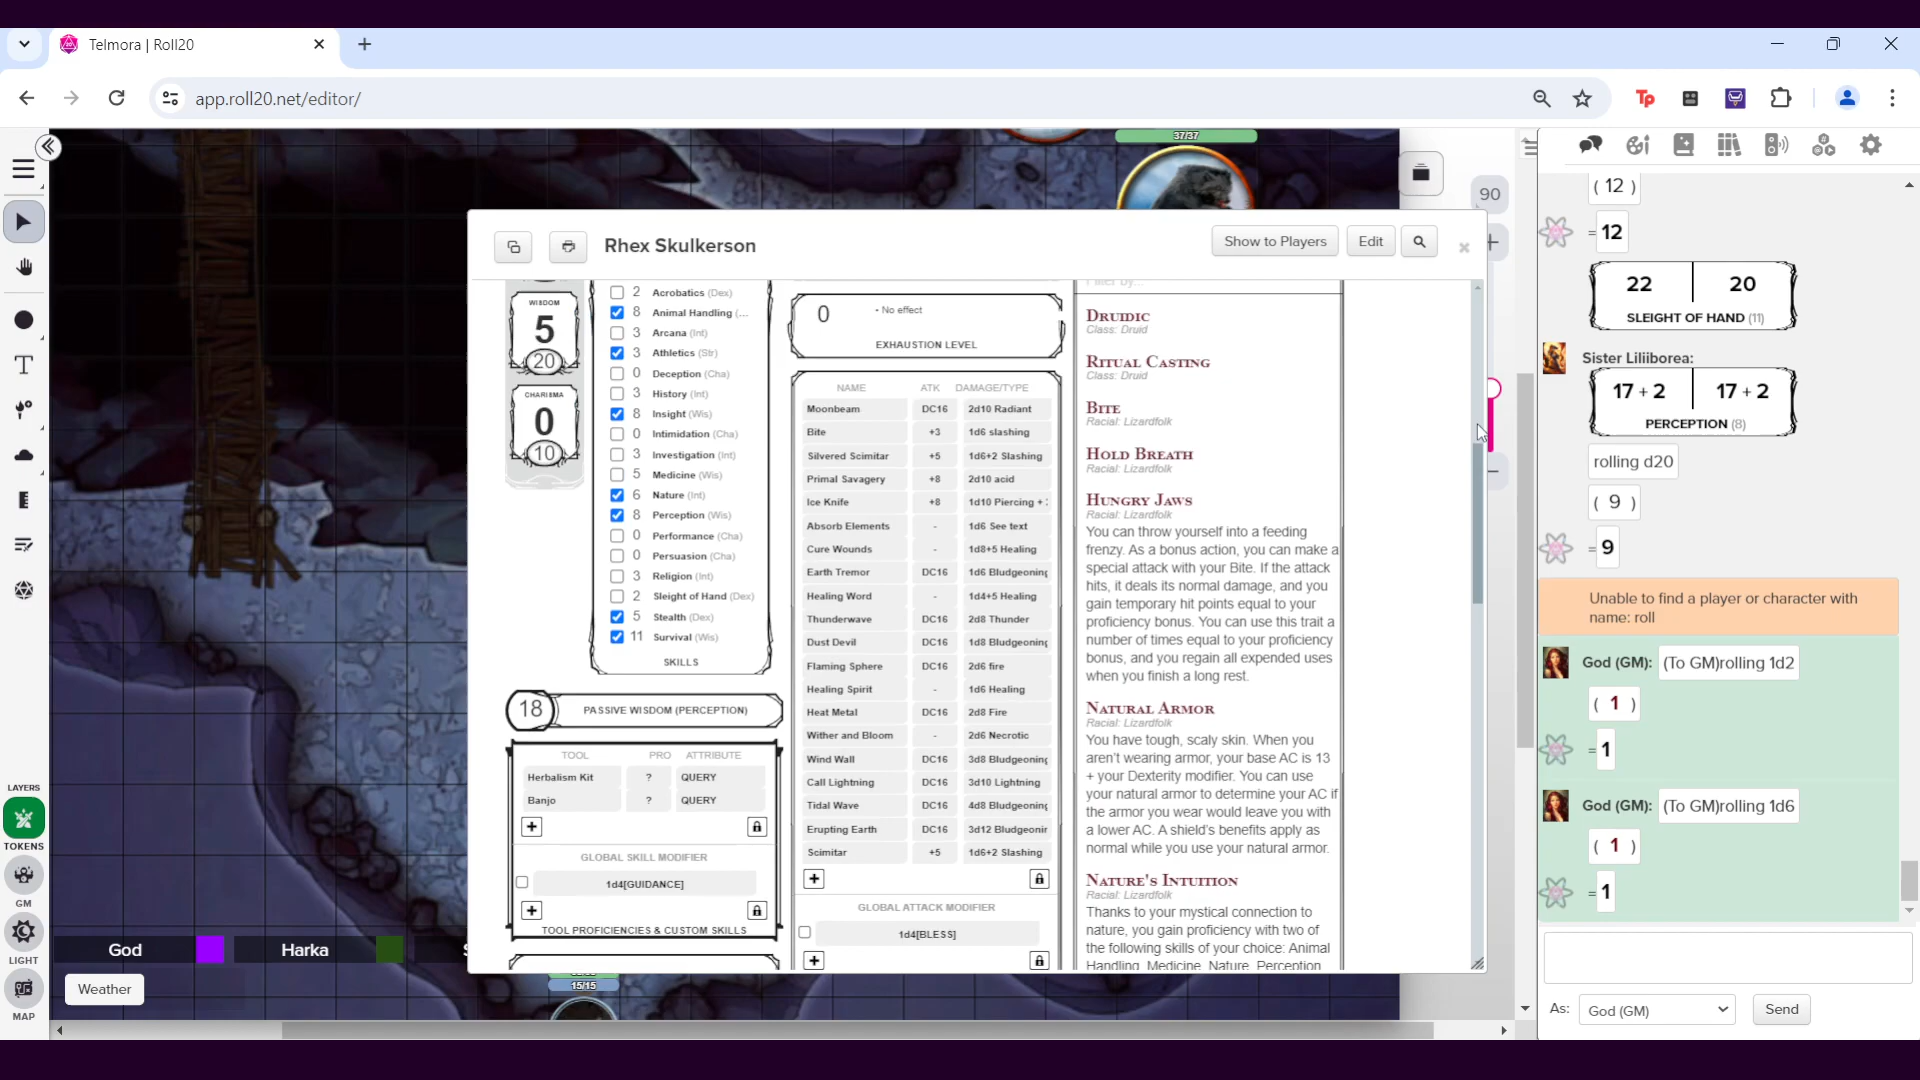 Telmora | Roll20
app.roll20.net/editor/
37/37
90
Rhex Skulkerson
Show to Players
Edit
WISDOM
5
20
CHARISMA
0
10
2 Acrobatics (Dex)
8 Animal Handling (...
3 Arcana (Int)
3 Athletics (Str)
0 Deception (Cha)
3 History (Int)
8 Insight (Wis)
0 Intimidation (Cha)
3 Investigation (Int)
5 Medicine (Wis)
6 Nature (Int)
8 Perception (Wis)
0 Performance (Cha)
0 Persuasion (Cha)
3 Religion (Int)
2 Sleight of Hand (Dex)
5 Stealth (Dex)
11 Survival (Wis)
SKILLS
18 PASSIVE WISDOM (PERCEPTION)
TOOL PRO ATTRIBUTE
Herbalism Kit ? QUERY
Banjo ? QUERY
GLOBAL SKILL MODIFIER
1d4[GUIDANCE]
TOOL PROFICIENCIES & CUSTOM SKILLS
0 • No effect
EXHAUSTION LEVEL
NAME ATK DAMAGE/TYPE
Moonbeam DC16 2d10 Radiant
Bite +3 1d6 slashing
Silvered Scimitar +5 1d6+2 Slashing
Primal Savagery +8 2d10 acid
Ice Knife +8 1d10 Piercing +
Absorb Elements - 1d6 See text
Cure Wounds - 1d8+5 Healing
Earth Tremor DC16 1d6 Bludgeoning
Healing Word - 1d4+5 Healing
Thunderwave DC16 2d8 Thunder
Dust Devil DC16 1d8 Bludgeoning
Flaming Sphere DC16 2d6 fire
Healing Spirit - 1d6 Healing
Heat Metal DC16 2d8 Fire
Wither and Bloom - 2d6 Necrotic
Wind Wall DC16 3d8 Bludgeoning
Call Lightning DC16 3d10 Lightning
Tidal Wave DC16 4d8 Bludgeoning
Erupting Earth DC16 3d12 Bludgeonin
Scimitar +5 1d6+2 Slashing
GLOBAL ATTACK MODIFIER
1d4[BLESS]
Filter by...
DRUIDIC
Class: Druid
RITUAL CASTING
Class: Druid
BITE
Racial: Lizardfolk
HOLD BREATH
Racial: Lizardfolk
HUNGRY JAWS
Racial: Lizardfolk
You can throw yourself into a feeding
frenzy. As a bonus action, you can make a
special attack with your Bite. If the attack
hits, it deals its normal damage, and you
gain temporary hit points equal to your
proficiency bonus. You can use this trait a
number of times equal to your proficiency
bonus, and you regain all expended uses
when you finish a long rest.
NATURAL ARMOR
Racial: Lizardfolk
You have tough, scaly skin. When you
aren't wearing armor, your base AC is 13
+ your Dexterity modifier. You can use
your natural armor to determine your AC if
the armor you wear would leave you with
a lower AC. A shield's benefits apply as
normal while you use your natural armor.
NATURE'S INTUITION
Racial: Lizardfolk
Thanks to your mystical connection to
nature, you gain proficiency with two of
the following skills of your choice: Animal
Handling, Medicine, Nature, Perception
LAYERS
TOKENS
GM
LIGHT
MAP
God
Harka
S
Weather
15/15
( 12 )
=12
22 20
SLEIGHT OF HAND (11)
Sister Liliiborea:
17 + 2 17 + 2
PERCEPTION (8)
rolling d20
( 9 )
=9
Unable to find a player or character with
name: roll
God (GM): (To GM)rolling 1d2
( 1 )
=1
God (GM): (To GM)rolling 1d6
( 1 )
=1
As: God (GM) Send